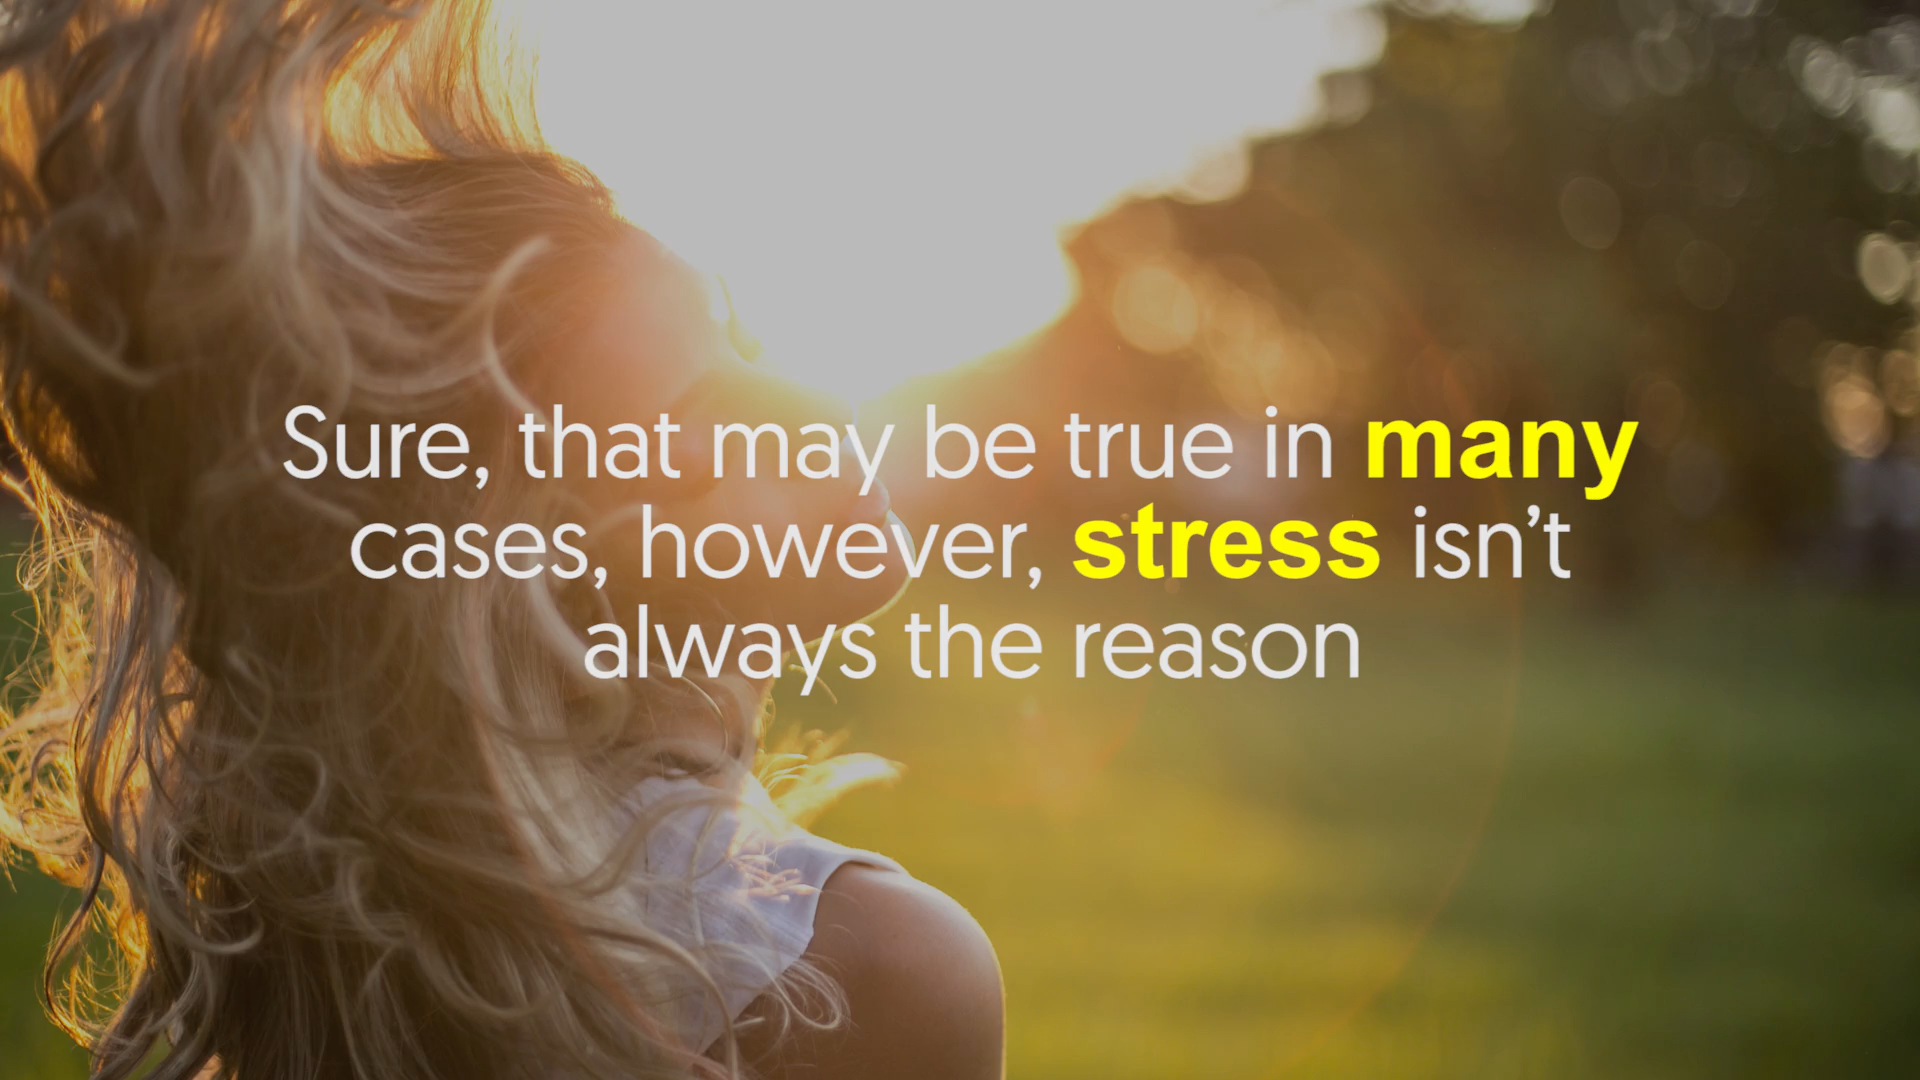 Sure, that may be true in many
cases, however, stress isn’t
always the reason